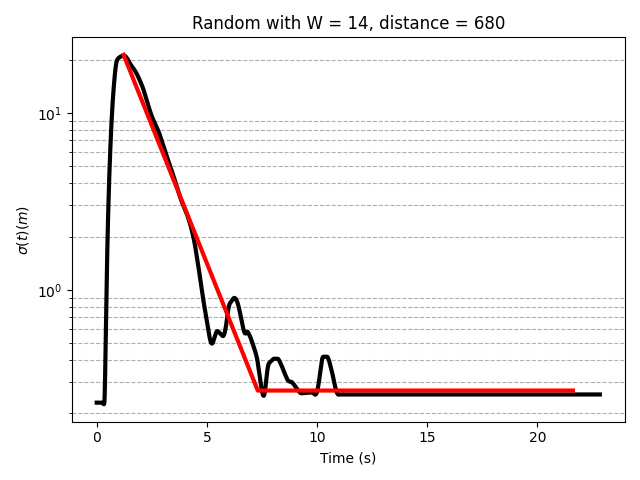 Random with W = 14, distance = 680
σ(t)(m)
10¹
10⁰
0 5 10 15 20
Time (s)